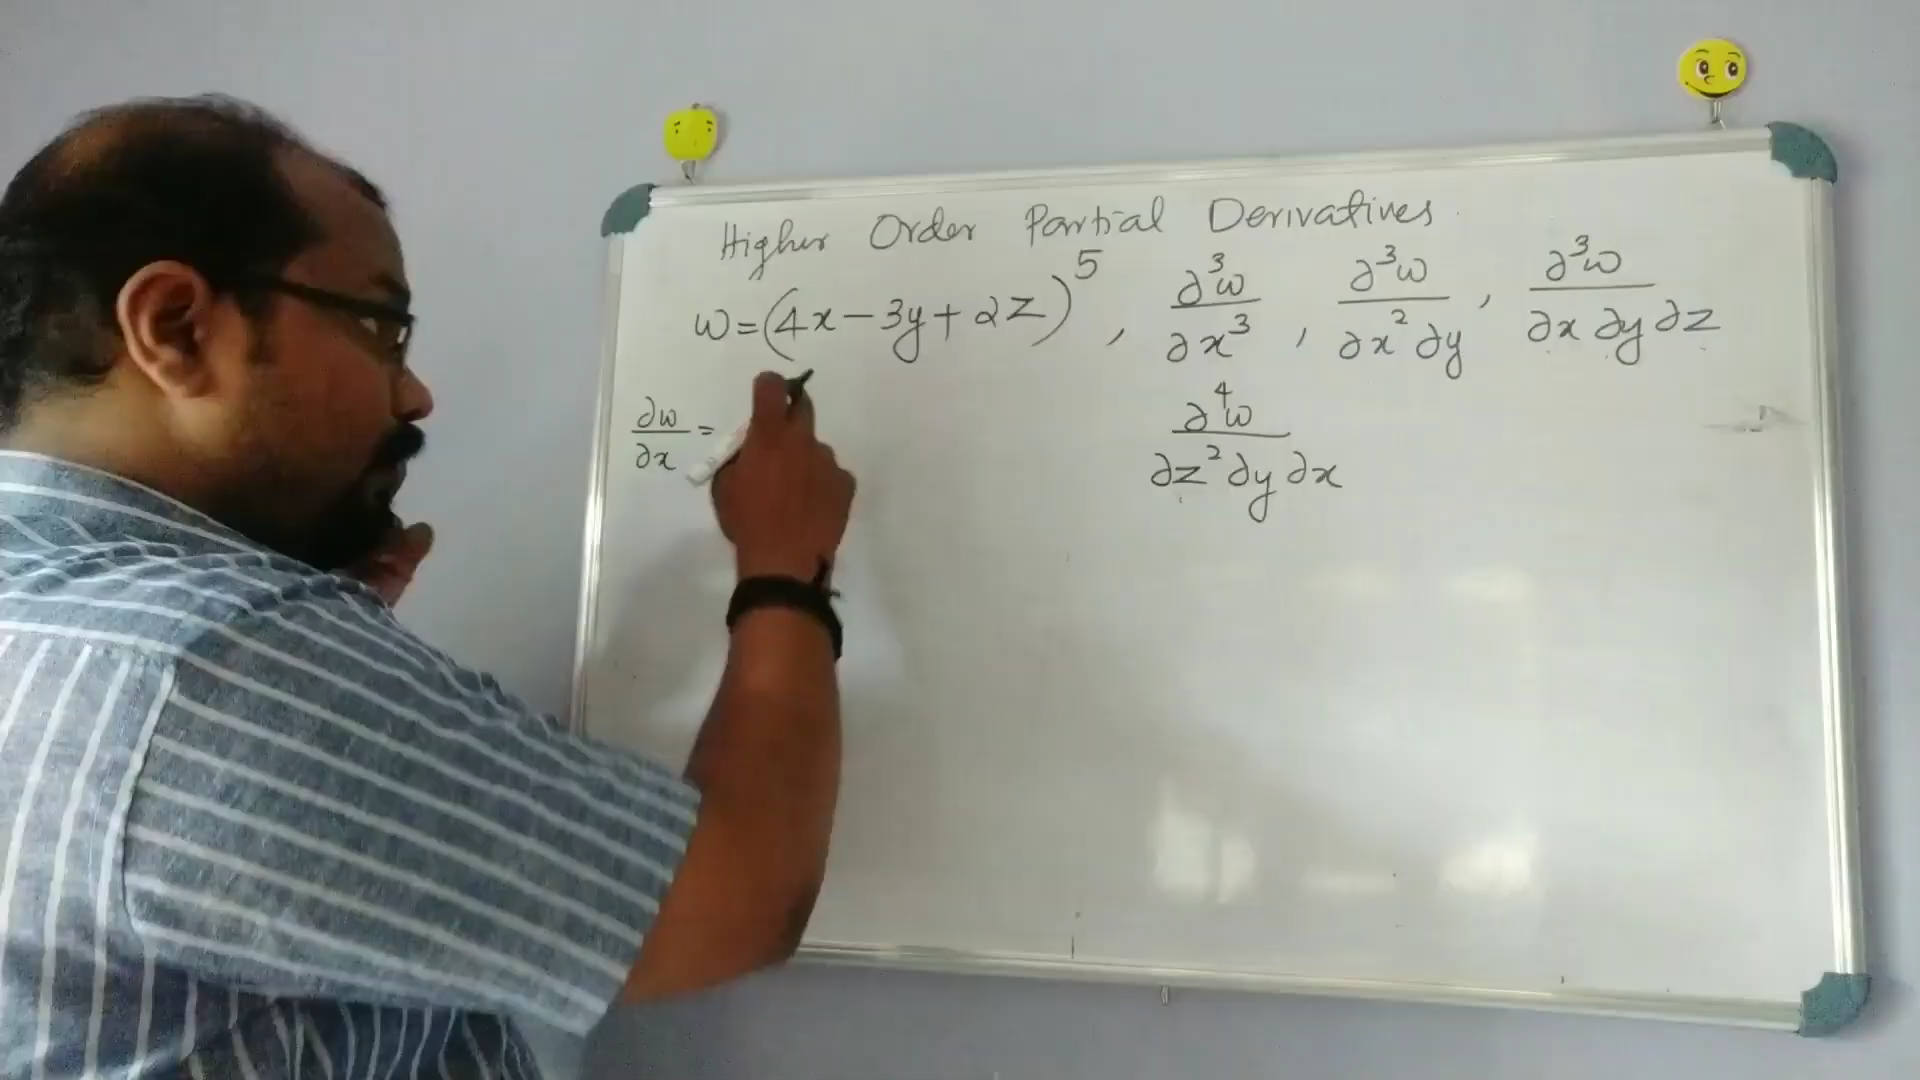 Higher Order Partial Derivatives
w=(4x-3y+2z)^5, ∂³w/∂x³, ∂³w/∂x²∂y, ∂³w/∂x∂y∂z
∂w/∂x = ∂⁴w/∂z²∂y∂x